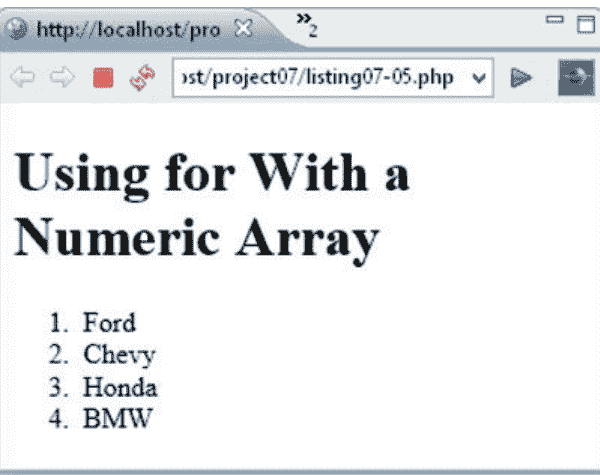 http://localhost/pro
»2
ost/project07/listing07-05.php
Using for With a
Numeric Array
1. Ford
2. Chevy
3. Honda
4. BMW